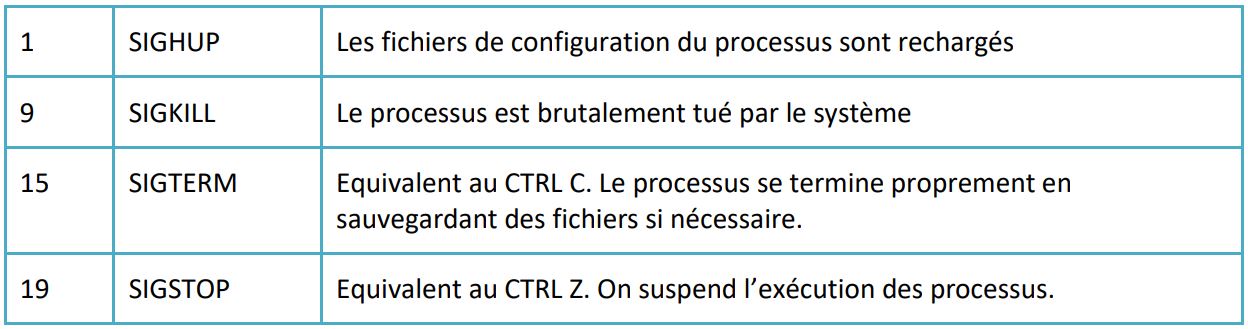 1 SIGHUP Les fichiers de configuration du processus sont rechargés
9 SIGKILL Le processus est brutalement tué par le système
15 SIGTERM Equivalent au CTRL C. Le processus se termine proprement en
sauvegardant des fichiers si nécessaire.
19 SIGSTOP Equivalent au CTRL Z. On suspend l’exécution des processus.